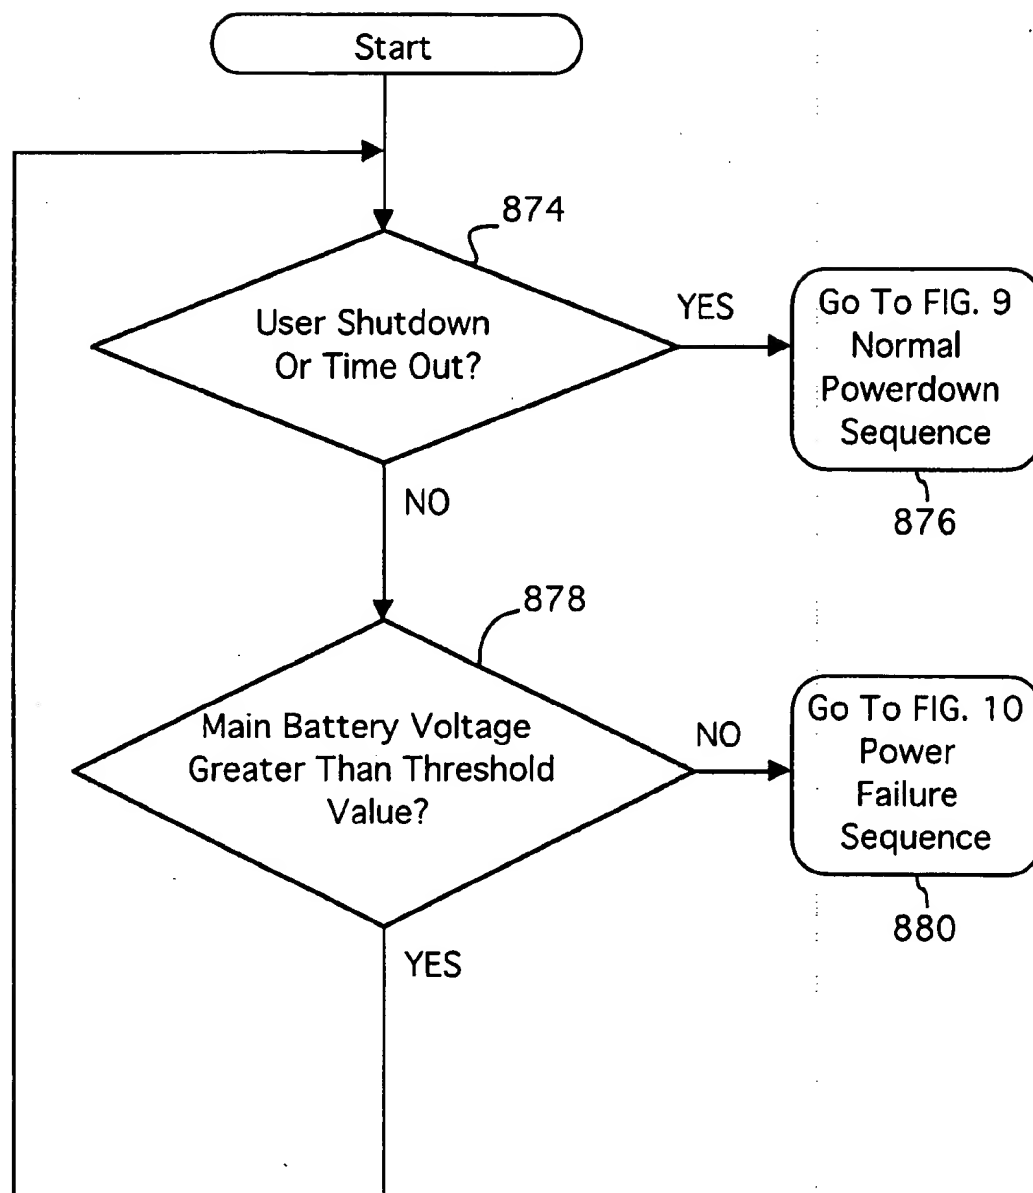 Start
874
User Shutdown
Or Time Out?
YES
Go To FIG. 9
Normal
Powerdown
Sequence
876
NO
878
Main Battery Voltage
Greater Than Threshold
Value?
NO
Go To FIG. 10
Power
Failure
Sequence
880
YES